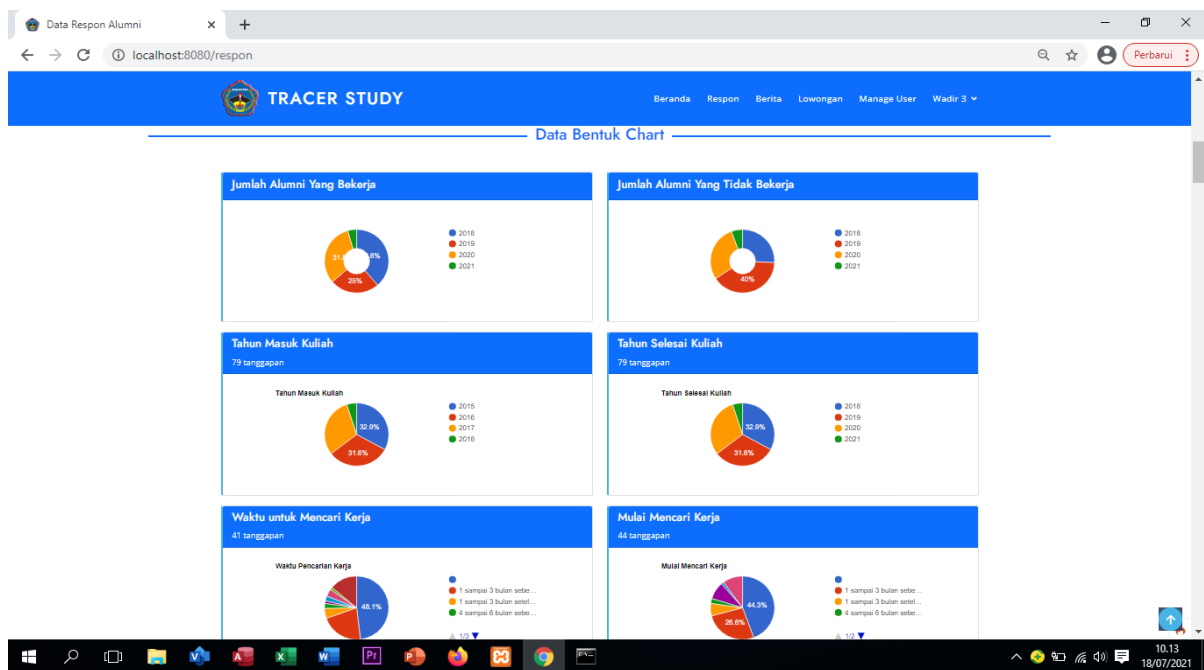 Data Respon Alumni
localhost:8080/respon
Perbarui
TRACER STUDY
Beranda Respon Berita Lowongan Manage User Wadir 3
Data Bentuk Chart
Jumlah Alumni Yang Bekerja
25%
2018
2019
2020
2021
Jumlah Alumni Yang Tidak Bekerja
40%
2018
2019
2020
2021
Tahun Masuk Kuliah
79 tanggapan
Tahun Masuk Kuliah
32.9%
31.6%
2015
2016
2017
2018
Tahun Selesai Kuliah
79 tanggapan
Tahun Selesai Kuliah
32.9%
31.6%
2018
2019
2020
2021
Waktu untuk Mencari Kerja
41 tanggapan
Waktu Pencarian Kerja
48.1%
1 sampai 3 bulan sebe...
1 sampai 3 bulan setel...
4 sampai 6 bulan sebe...
1/2
Mulai Mencari Kerja
44 tanggapan
Mulai Mencari Kerja
44.3%
26.6%
1 sampai 3 bulan sebe...
1 sampai 3 bulan setel...
4 sampai 6 bulan sebe...
1/2
10.13
18/07/2021